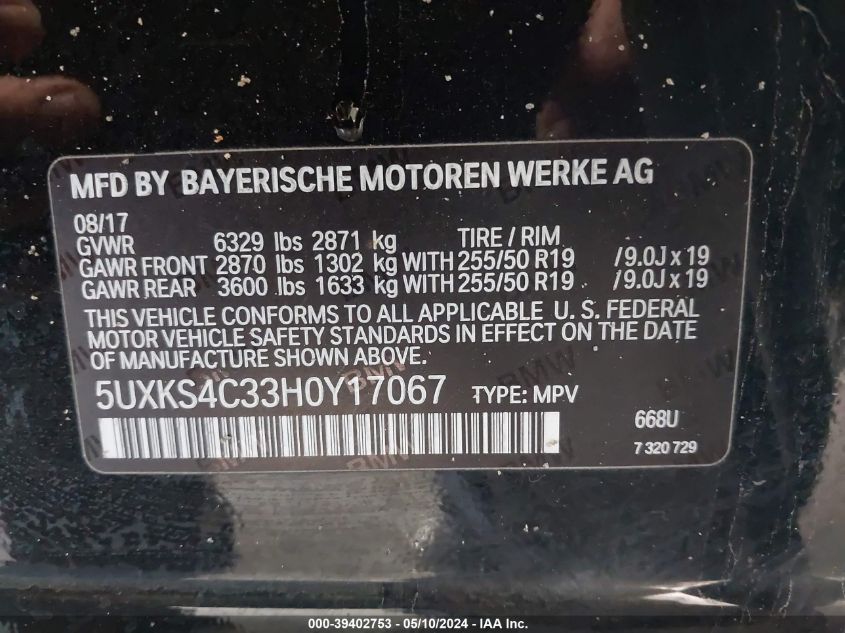 MFD BY BAYERISCHE MOTOREN WERKE AG
08/17
GVWR 6329 lbs 2871 kg TIRE / RIM
GAWR FRONT 2870 lbs 1302 kg WITH 255/50 R19 /9.0J x 19
GAWR REAR 3600 lbs 1633 kg WITH 255/50 R19 /9.0J x 19
THIS VEHICLE CONFORMS TO ALL APPLICABLE U. S. FEDERAL
MOTOR VEHICLE SAFETY STANDARDS IN EFFECT ON THE DATE
OF MANUFACTURE SHOWN ABOVE.
5UXKS4C33H0Y17067 TYPE: MPV
668U
7 320 729
000-39402753 - 05/10/2024 - IAA Inc.